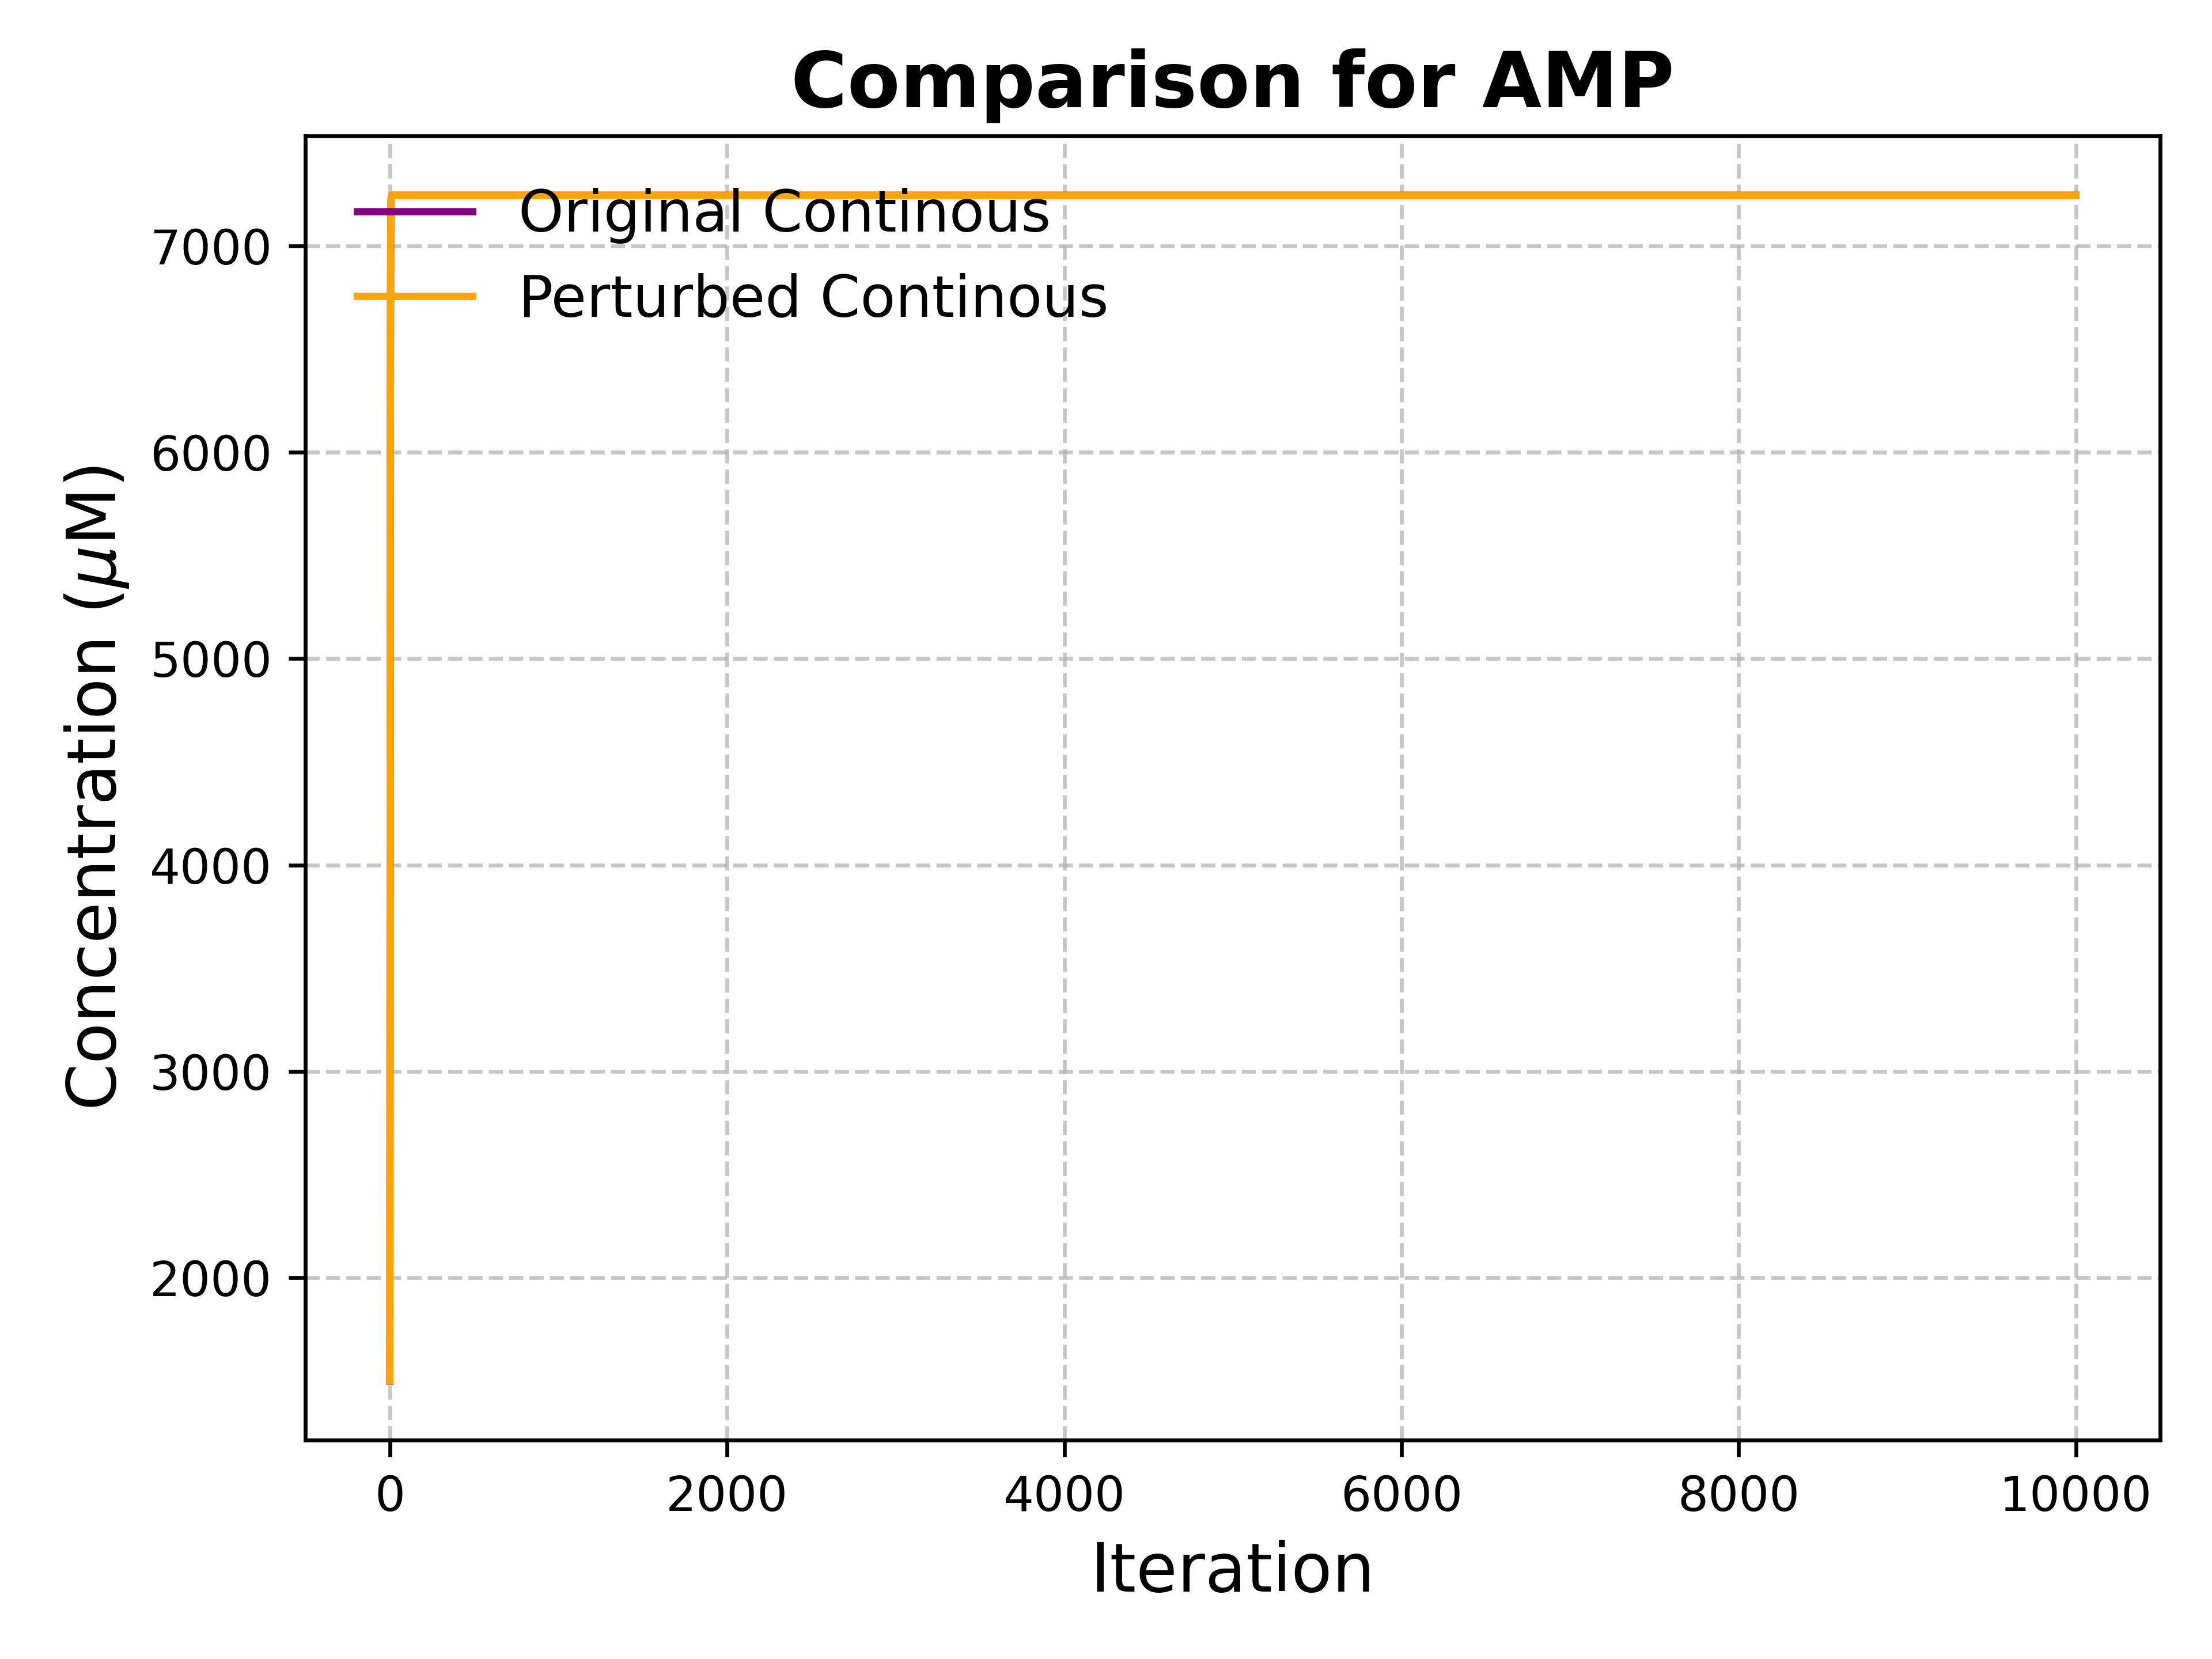 Comparison for AMP
Original Continous
Perturbed Continous
Concentration (μM)
7000
6000
5000
4000
3000
2000
0 2000 4000 6000 8000 10000
Iteration